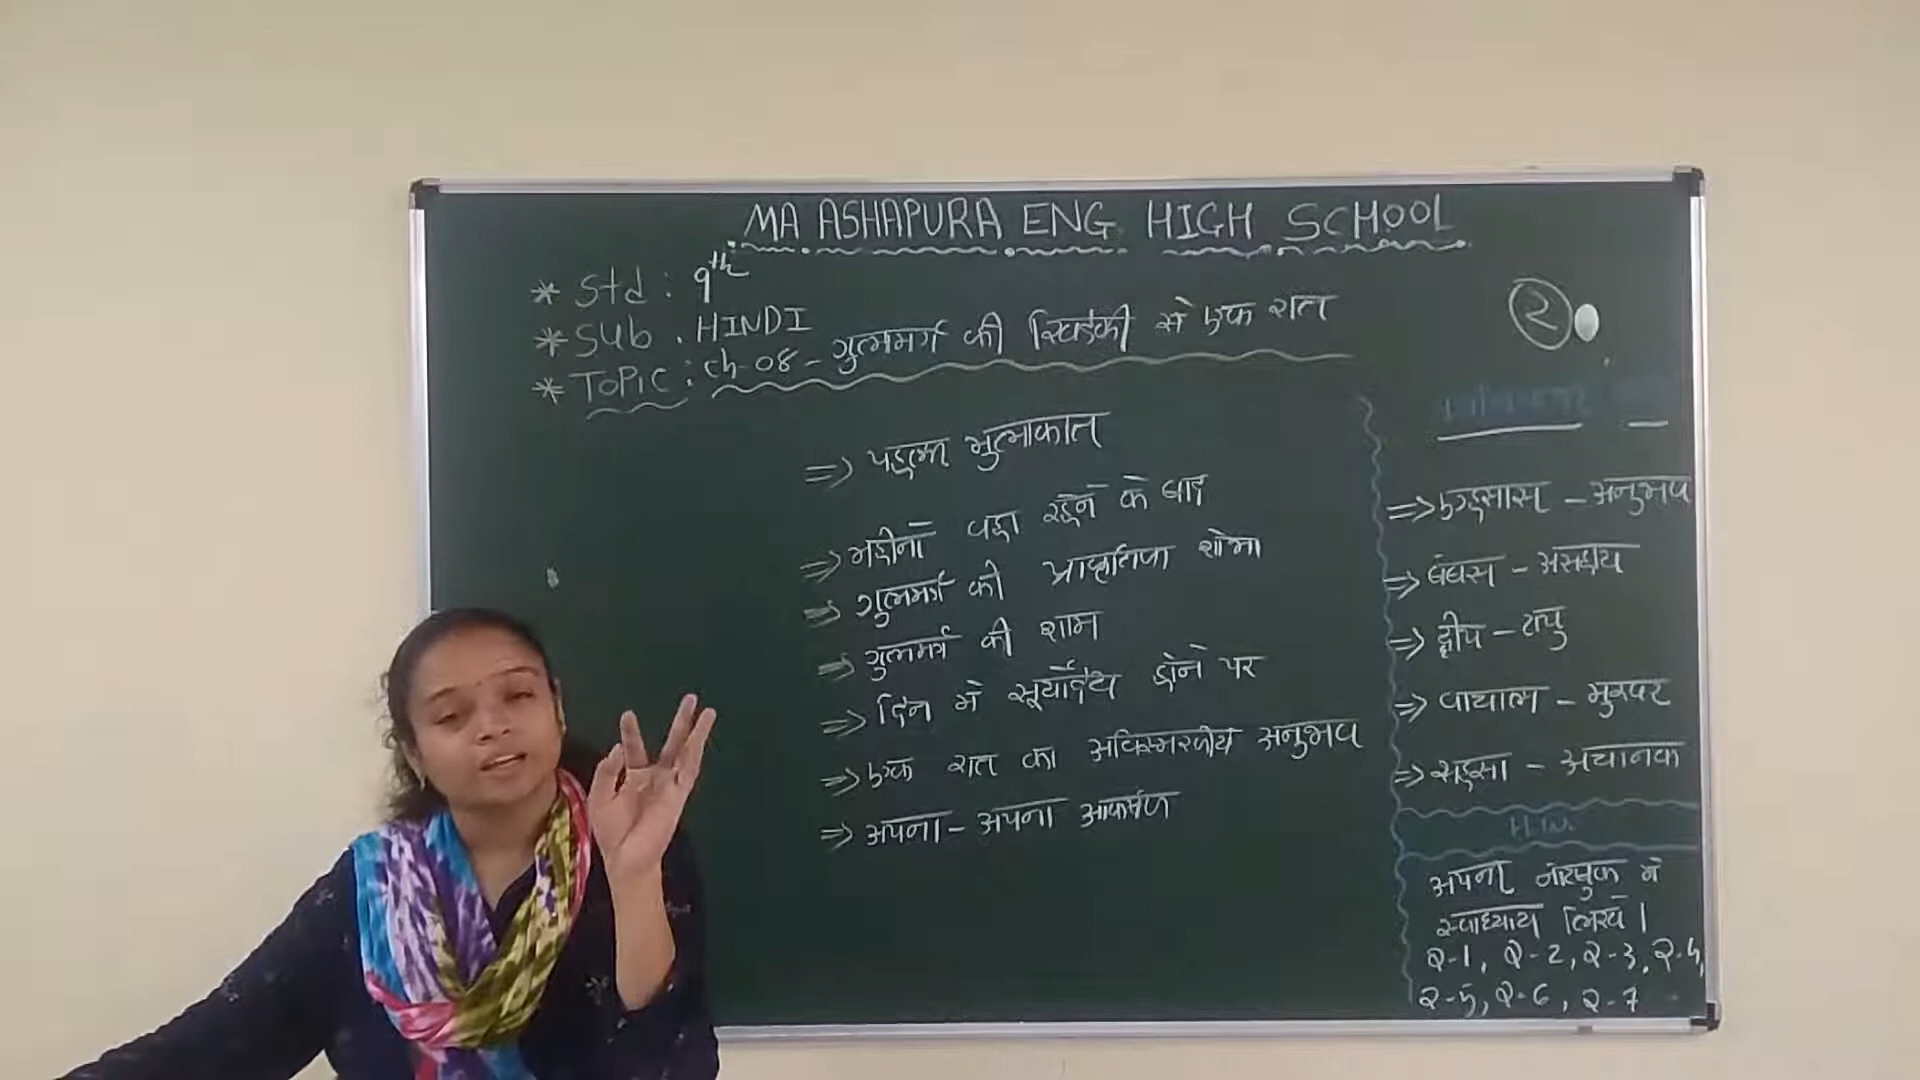 MA ASHAPURA ENG HIGH SCHOOL
* Std : 9th
* Sub . HINDI
* TOPIC : ch-08 - गुलमर्ग की खिड़की से एक रात
2
=> पहली मुलाकात
=> महीनों वहा रहने के बाद
=> गुलमर्ग की प्राकृतिक शोभा
=> गुलमर्ग की शाम
=> दिन में सूर्योदय होने पर
=> एक रात का अविस्मरणीय अनुभव
=> अपना - अपना आकर्षण
=> एहसास - अनुभव
=> बेबस - असहाय
=> द्वीप - टापु
=> वाचाल - मुखर
=> सहसा - अचानक
H.W.
अपनी नोटबुक में
स्वाध्याय लिखें।
Q-1, Q-2, Q-3, Q-4,
Q-5, Q-6, Q-7